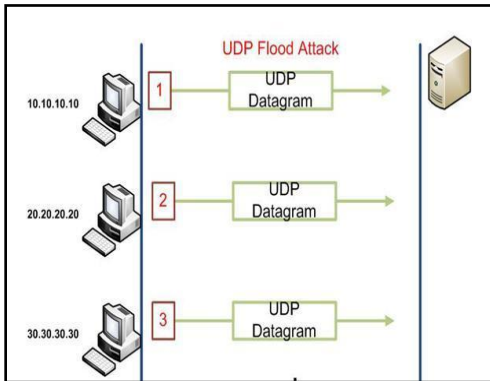 UDP Flood Attack
10.10.10.10
1
UDP
Datagram
20.20.20.20
2
UDP
Datagram
30.30.30.30
3
UDP
Datagram